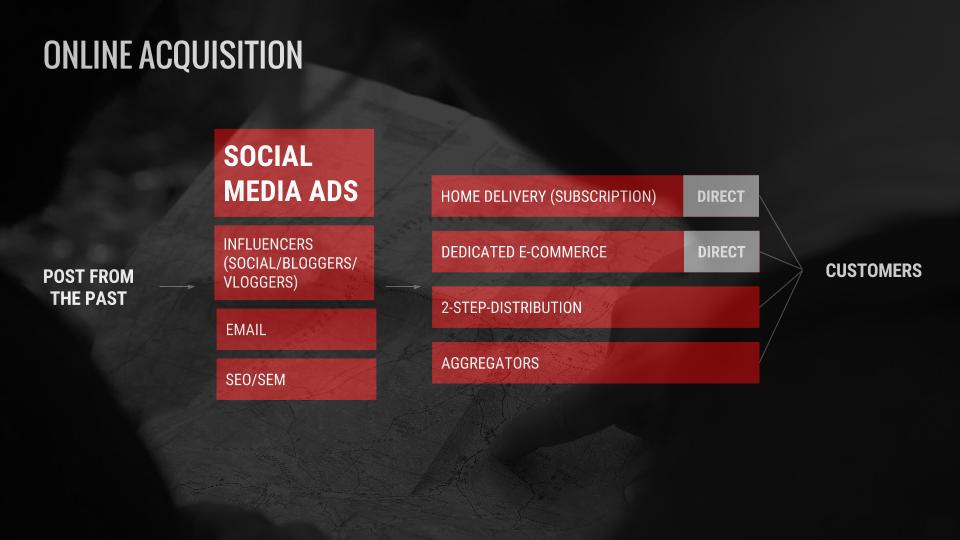 ONLINE ACQUISITION
SOCIAL
MEDIA ADS
INFLUENCERS
(SOCIAL/BLOGGERS/
VLOGGERS)
EMAIL
SEO/SEM
POST FROM
THE PAST
HOME DELIVERY (SUBSCRIPTION)
DIRECT
DEDICATED E-COMMERCE
DIRECT
2-STEP-DISTRIBUTION
AGGREGATORS
CUSTOMERS